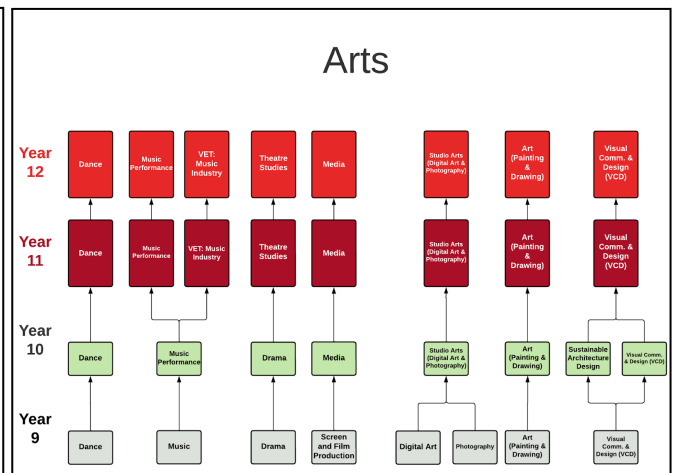 Arts
Year
12
Dance
Music
Performance
VET:
Music
Industry
Theatre
Studies
Media
Studio Arts
(Digital Art &
Photography)
Art
(Painting
&
Drawing)
Visual
Comm. &
Design
(VCD)
Year
11
Dance
Music
Performance
VET: Music
Industry
Theatre
Studies
Media
Studio Arts
(Digital Art &
Photography)
Art
(Painting
&
Drawing)
Visual
Comm. &
Design
(VCD)
Year
10
Dance
Music
Performance
Drama
Media
Studio Arts
(Digital Art &
Photography)
Art
(Painting &
Drawing)
Sustainable
Architecture
Design
Visual Comm.
& Design (VCD)
Year
9
Dance
Music
Drama
Screen
and Film
Production
Digital Art
Photography
Art
(Painting &
Drawing)
Visual
Comm. &
Design (VCD)